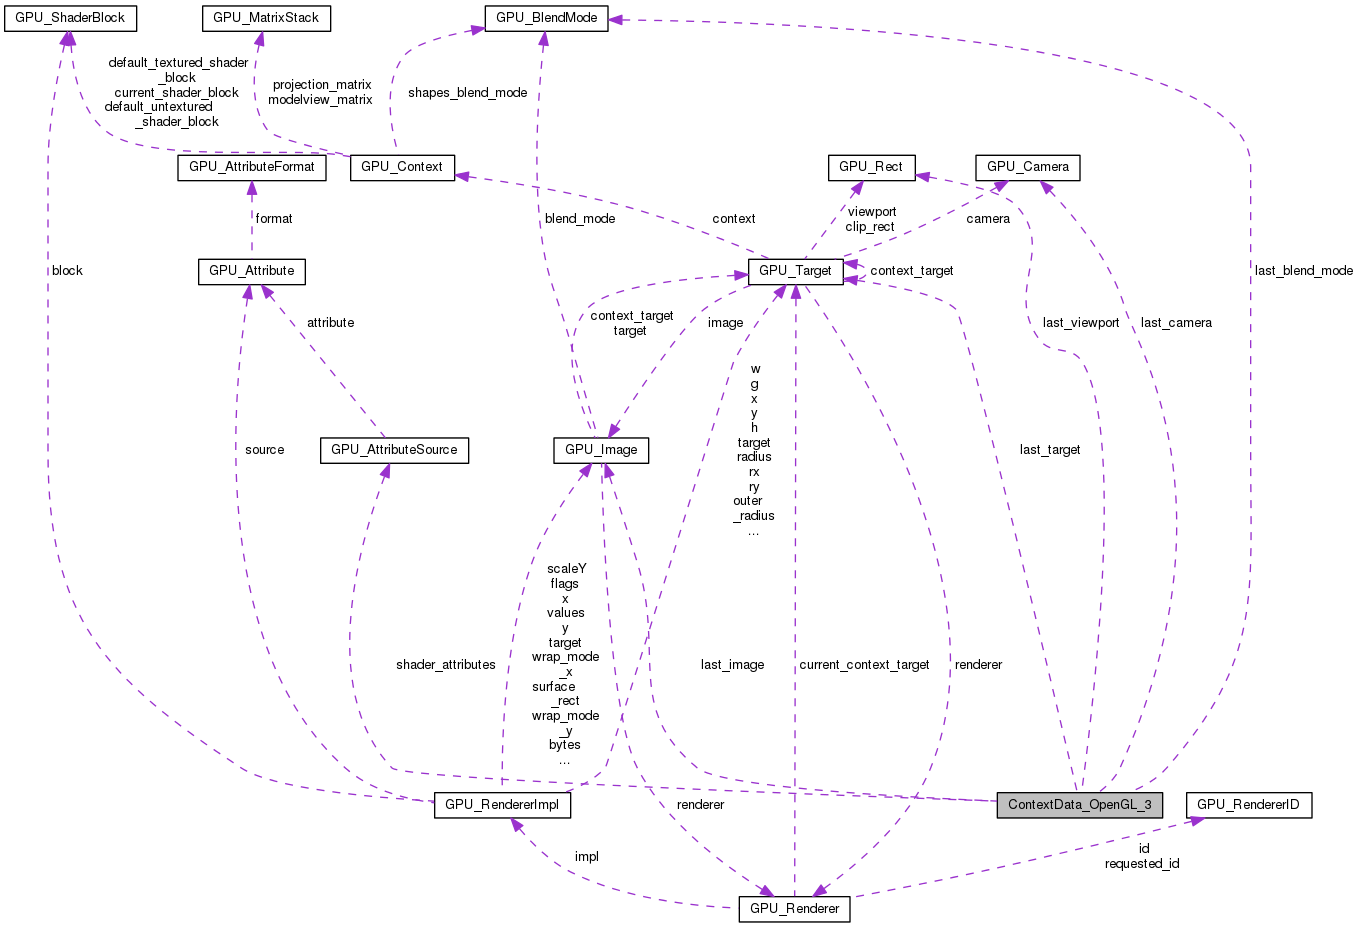 GPU_ShaderBlock
GPU_MatrixStack
GPU_BlendMode
default_textured_shader
_block
current_shader_block
default_untextured
_shader_block
projection_matrix
modelview_matrix
shapes_blend_mode
GPU_AttributeFormat
GPU_Context
GPU_Rect
GPU_Camera
format
blend_mode
context
viewport
clip_rect
camera
block
GPU_Attribute
GPU_Target
context_target
last_blend_mode
attribute
context_target
target
image
last_viewport
last_camera
w
g
x
y
h
target
radius
rx
ry
outer
_radius
...
source
GPU_AttributeSource
GPU_Image
last_target
scaleY
flags
x
values
y
target
wrap_mode
_x
surface
_rect
wrap_mode
_y
bytes
...
shader_attributes
last_image
current_context_target
renderer
GPU_RendererImpl
renderer
ContextData_OpenGL_3
GPU_RendererID
impl
id
requested_id
GPU_Renderer